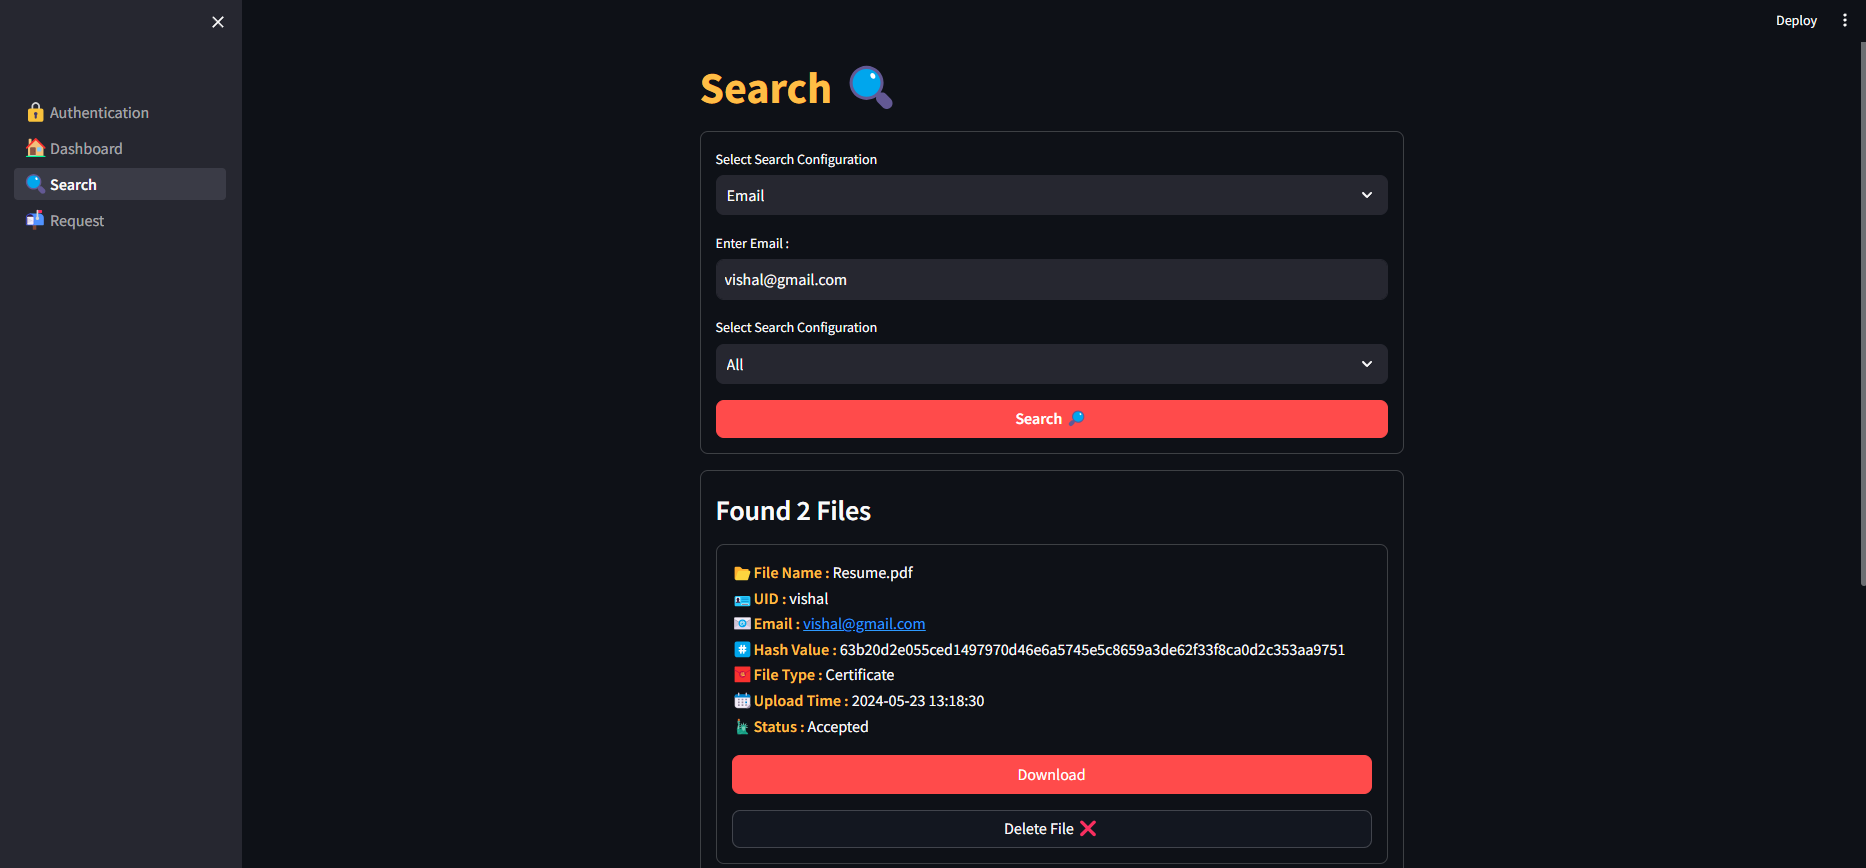 Deploy
Authentication
Dashboard
Search
Request
Search
Select Search Configuration
Email
Enter Email :
vishal@gmail.com
Select Search Configuration
All
Search
Found 2 Files
File Name : Resume.pdf
UID : vishal
Email : vishal@gmail.com
Hash Value : 63b20d2e055ced1497970d46e6a5745e5c8659a3de62f33f8ca0d2c353aa9751
File Type : Certificate
Upload Time : 2024-05-23 13:18:30
Status : Accepted
Download
Delete File